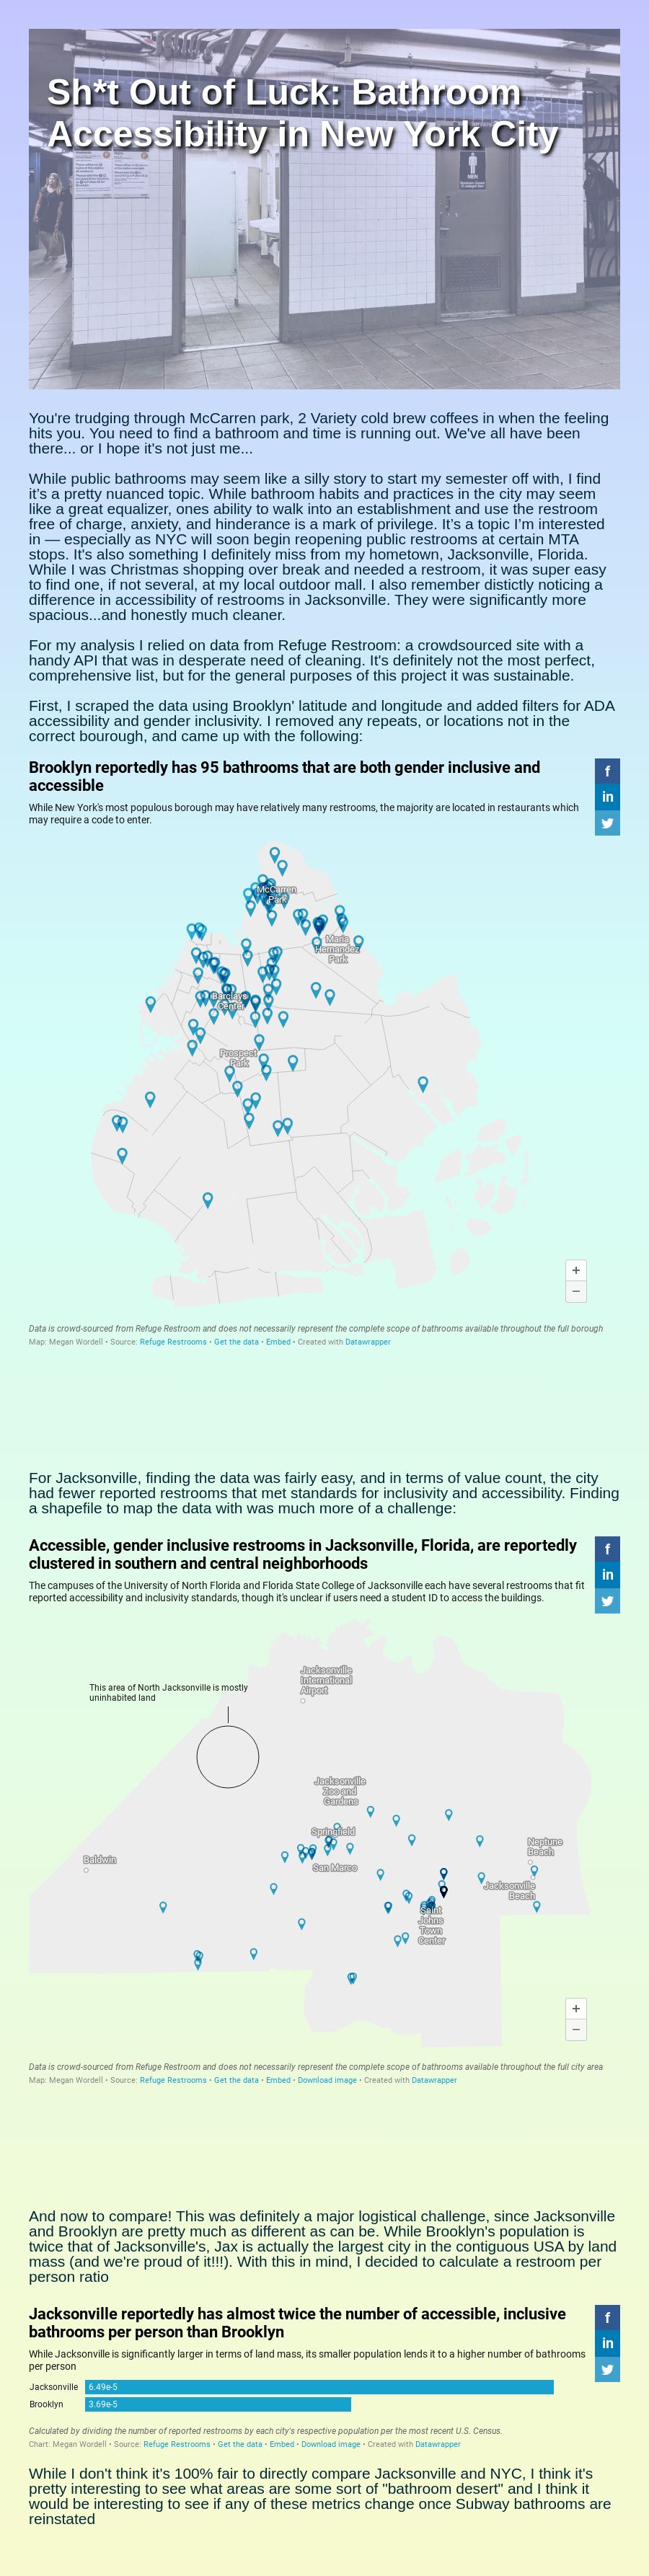 Sh*t Out of Luck: Bathroom
Accessibility in New York City
MEN
You're trudging through McCarren park, 2 Variety cold brew coffees in when the feeling
hits you. You need to find a bathroom and time is running out. We've all have been
there... or I hope it's not just me...
While public bathrooms may seem like a silly story to start my semester off with, I find
it's a pretty nuanced topic. While bathroom habits and practices in the city may seem
like a great equalizer, ones ability to walk into an establishment and use the restroom
free of charge, anxiety, and hinderance is a mark of privilege. It's a topic I'm interested
in — especially as NYC will soon begin reopening public restrooms at certain MTA
stops. It's also something I definitely miss from my hometown, Jacksonville, Florida.
While I was Christmas shopping over break and needed a restroom, it was super easy
to find one, if not several, at my local outdoor mall. I also remember distictly noticing a
difference in accessibility of restrooms in Jacksonville. They were significantly more
spacious...and honestly much cleaner.
For my analysis I relied on data from Refuge Restroom: a crowdsourced site with a
handy API that was in desperate need of cleaning. It's definitely not the most perfect,
comprehensive list, but for the general purposes of this project it was sustainable.
First, I scraped the data using Brooklyn' latitude and longitude and added filters for ADA
accessibility and gender inclusivity. I removed any repeats, or locations not in the
correct bourough, and came up with the following:
Brooklyn reportedly has 95 bathrooms that are both gender inclusive and
accessible
f
in
While New York's most populous borough may have relatively many restrooms, the majority are located in restaurants which
may require a code to enter.
McCarren
Park
Maria
Hernandez
Park
Barclays
Center
Prospect
Park
+
−
Data is crowd-sourced from Refuge Restroom and does not necessarily represent the complete scope of bathrooms available throughout the full borough
Map: Megan Wordell • Source: Refuge Restrooms • Get the data • Embed • Created with Datawrapper
For Jacksonville, finding the data was fairly easy, and in terms of value count, the city
had fewer reported restrooms that met standards for inclusivity and accessibility. Finding
a shapefile to map the data with was much more of a challenge:
Accessible, gender inclusive restrooms in Jacksonville, Florida, are reportedly
clustered in southern and central neighborhoods
f
in
The campuses of the University of North Florida and Florida State College of Jacksonville each have several restrooms that fit
reported accessibility and inclusivity standards, though it's unclear if users need a student ID to access the buildings.
Jacksonville
International
Airport
This area of North Jacksonville is mostly
uninhabited land
Jacksonville
Zoo and
Gardens
Springfield
Neptune
Beach
Baldwin
San Marco
Jacksonville
Beach
Saint
Johns
Town
Center
+
−
Data is crowd-sourced from Refuge Restroom and does not necessarily represent the complete scope of bathrooms available throughout the full city area
Map: Megan Wordell • Source: Refuge Restrooms • Get the data • Embed • Download image • Created with Datawrapper
And now to compare! This was definitely a major logistical challenge, since Jacksonville
and Brooklyn are pretty much as different as can be. While Brooklyn's population is
twice that of Jacksonville's, Jax is actually the largest city in the contiguous USA by land
mass (and we're proud of it!!!). With this in mind, I decided to calculate a restroom per
person ratio
Jacksonville reportedly has almost twice the number of accessible, inclusive
bathrooms per person than Brooklyn
f
in
While Jacksonville is significantly larger in terms of land mass, its smaller population lends it to a higher number of bathrooms
per person
Jacksonville 6.49e-5
Brooklyn 3.69e-5
Calculated by dividing the number of reported restrooms by each city's respective population per the most recent U.S. Census.
Chart: Megan Wordell • Source: Refuge Restrooms • Get the data • Embed • Download image • Created with Datawrapper
While I don't think it's 100% fair to directly compare Jacksonville and NYC, I think it's
pretty interesting to see what areas are some sort of "bathroom desert" and I think it
would be interesting to see if any of these metrics change once Subway bathrooms are
reinstated